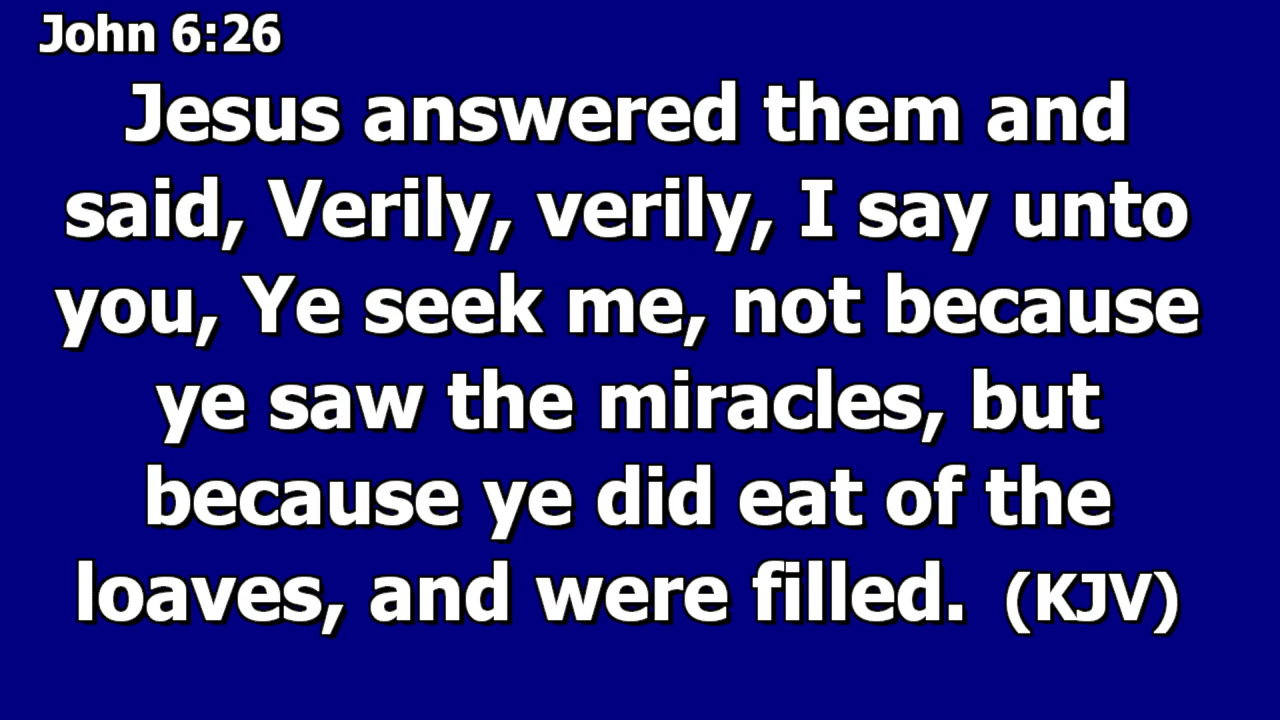 John 6:26
Jesus answered them and
said, Verily, verily, I say unto
you, Ye seek me, not because
ye saw the miracles, but
because ye did eat of the
loaves, and were filled. (KJV)